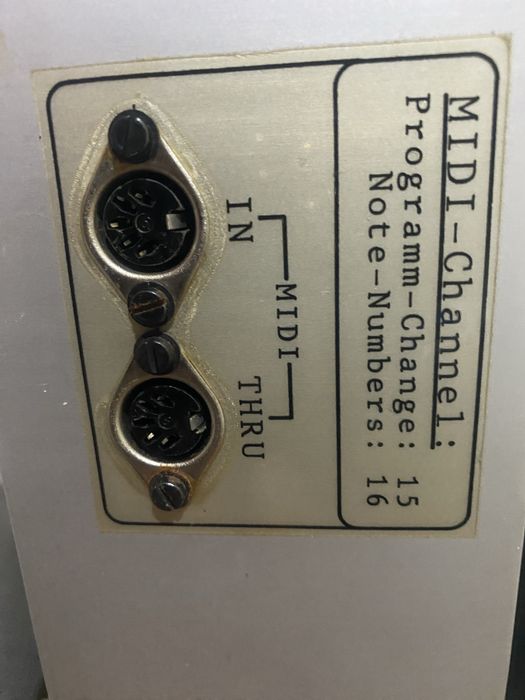 MIDI-Channel:
Programm-Change: 15
Note-Numbers: 16
MIDI
IN THRU